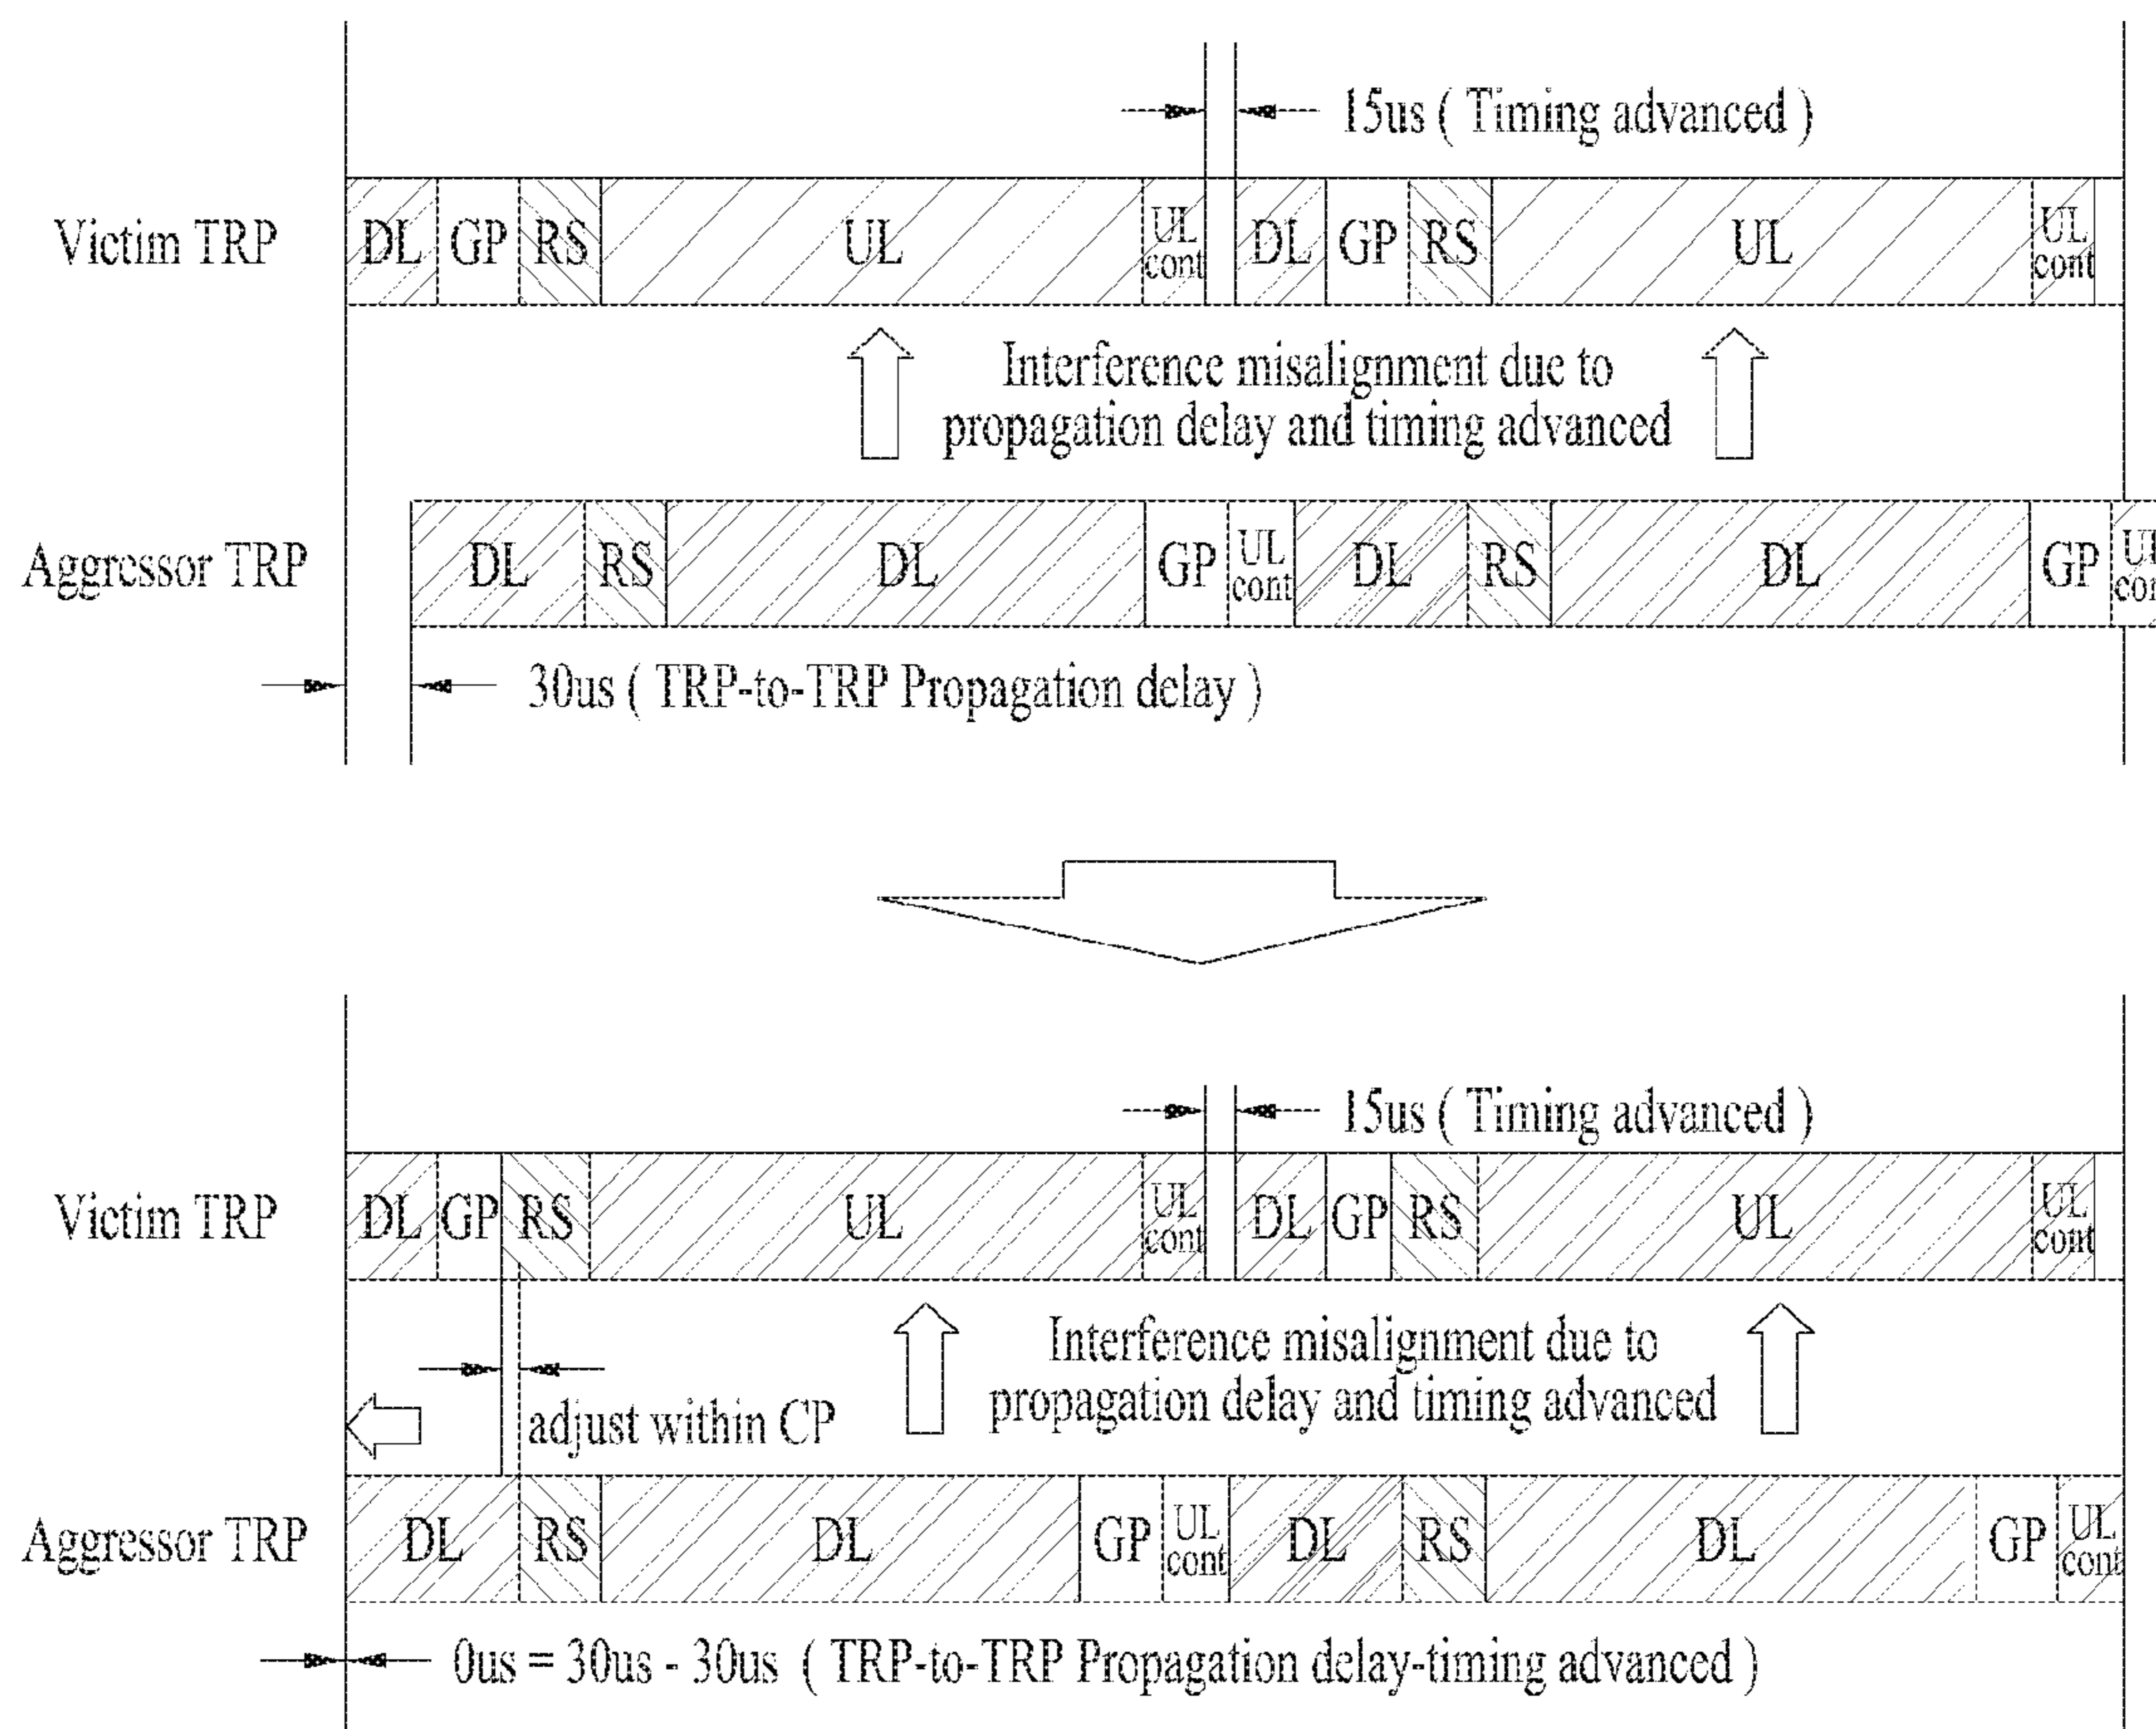 15us ( Timing advanced )
Victim TRP DL GP RS UL UL cont DL GP RS UL UL cont
Interference misalignment due to
propagation delay and timing advanced
Aggressor TRP DL RS DL GP UL cont DL RS DL GP UL
30us ( TRP-to-TRP Propagation delay )
15us ( Timing advanced )
Victim TRP DL GP RS UL UL cont DL GP RS UL UL cont
Interference misalignment due to
propagation delay and timing advanced
adjust within CP
Aggressor TRP DL RS DL GP UL cont DL RS DL GP UL cont
0us = 30us - 30us ( TRP-to-TRP Propagation delay-timing advanced )